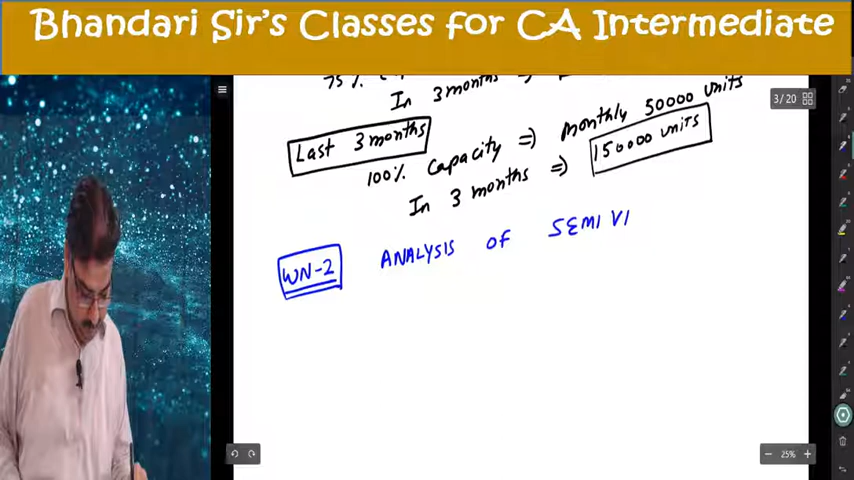 Bhandari Sir's Classes for CA Intermediate
75%
In 3 months ⇒
Last 3 months
100% Capacity ⇒ Monthly 50000 units
In 3 months ⇒ 150000 units
WN-2 ANALYSIS OF SEMI VI
3/20
25%